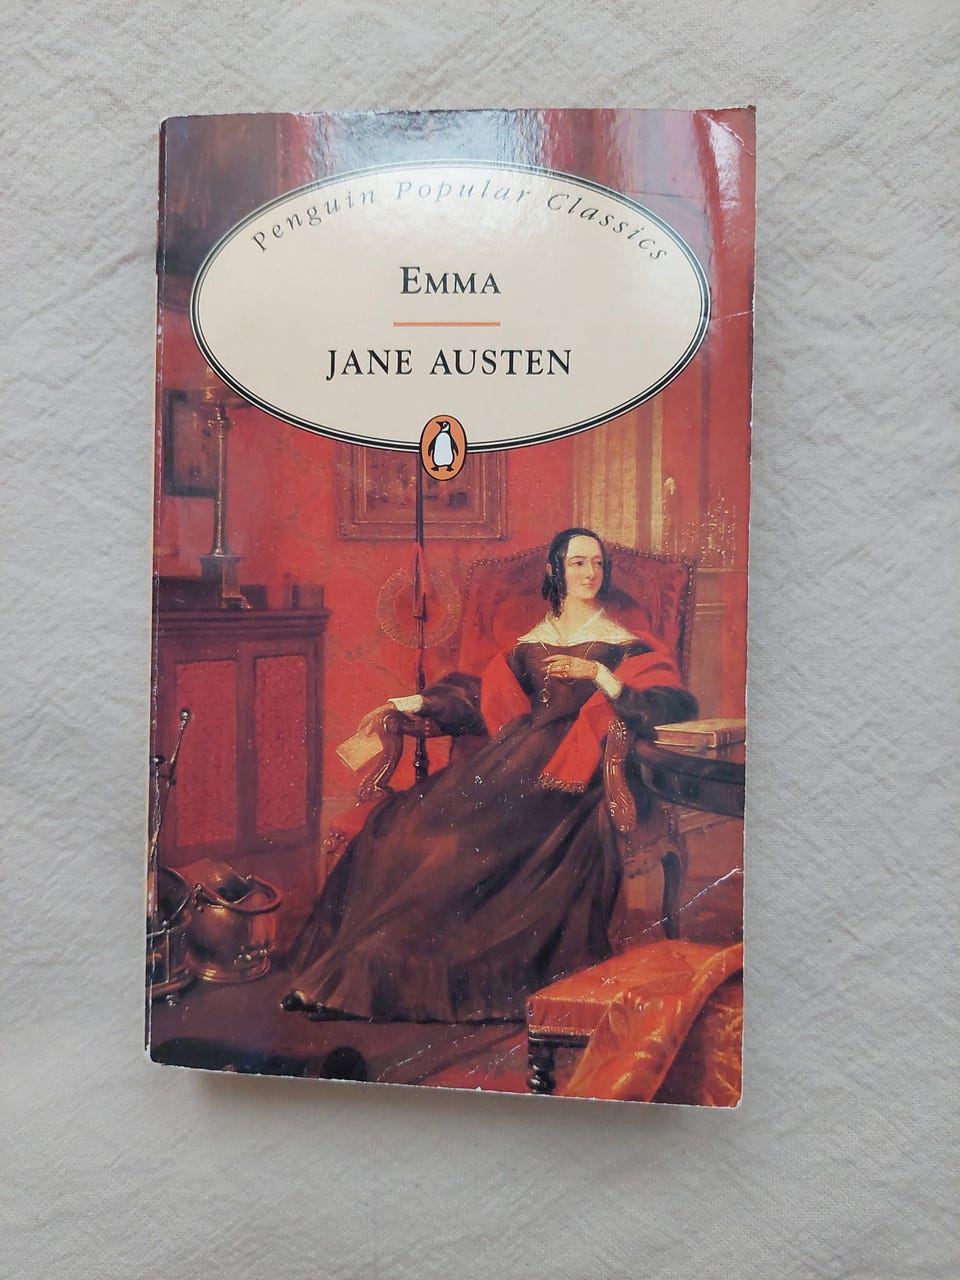 Penguin Popular Classics
EMMA
JANE AUSTEN